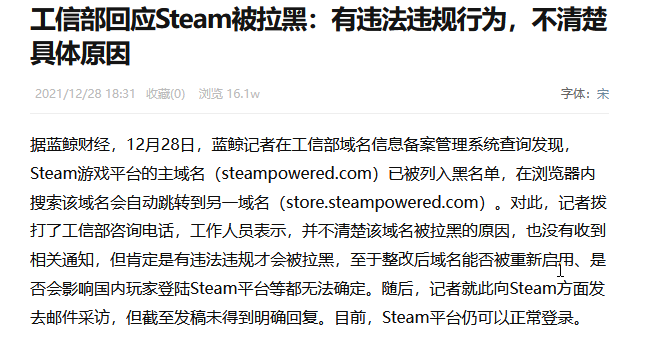 工信部回应Steam被拉黑：有违法违规行为，不清楚
具体原因
2021/12/28 18:31 收藏(0) 浏览 16.1w 字体：宋
据蓝鲸财经，12月28日，蓝鲸记者在工信部域名信息备案管理系统查询发现，
Steam游戏平台的主域名（steampowered.com）已被列入黑名单，在浏览器内
搜索该域名会自动跳转到另一域名（store.steampowered.com）。对此，记者拨
打了工信部咨询电话，工作人员表示，并不清楚该域名被拉黑的原因，也没有收到
相关通知，但肯定是有违法违规才会被拉黑，至于整改后域名能否被重新启用、是
否会影响国内玩家登陆Steam平台等都无法确定。随后，记者就此向Steam方面发
去邮件采访，但截至发稿未得到明确回复。目前，Steam平台仍可以正常登录。